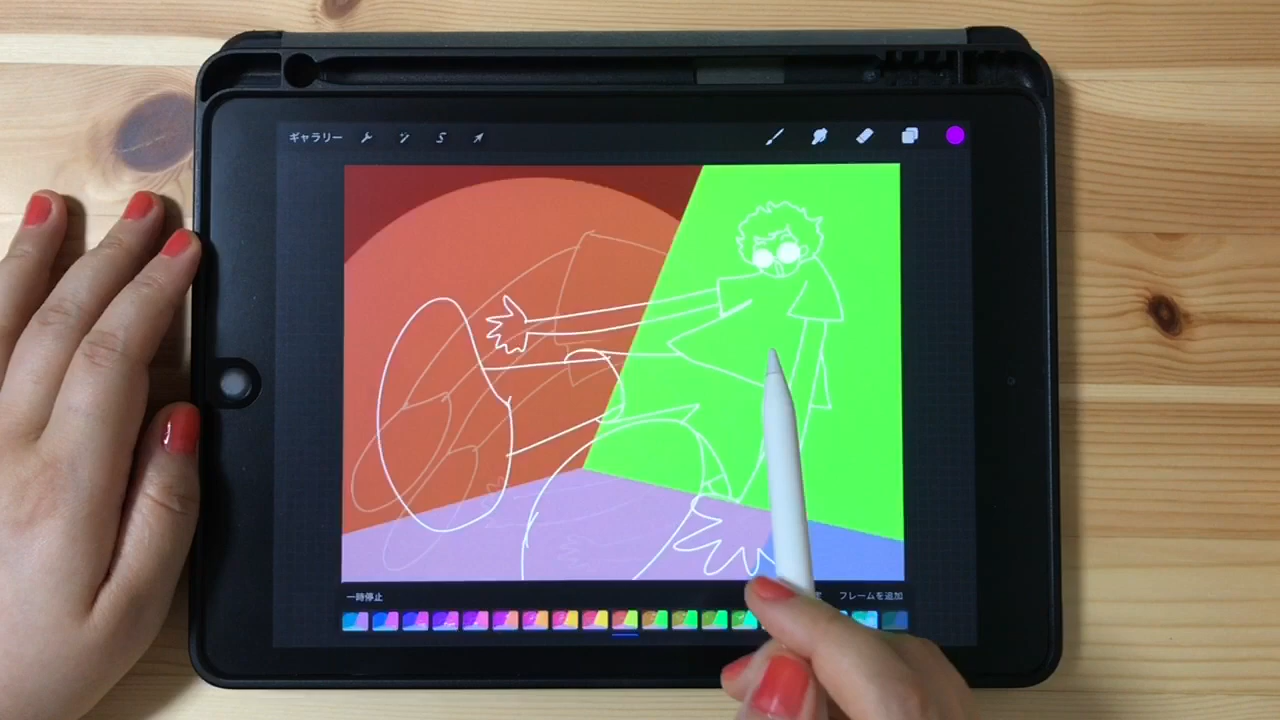 ギャラリー
一時停止
フレームを追加